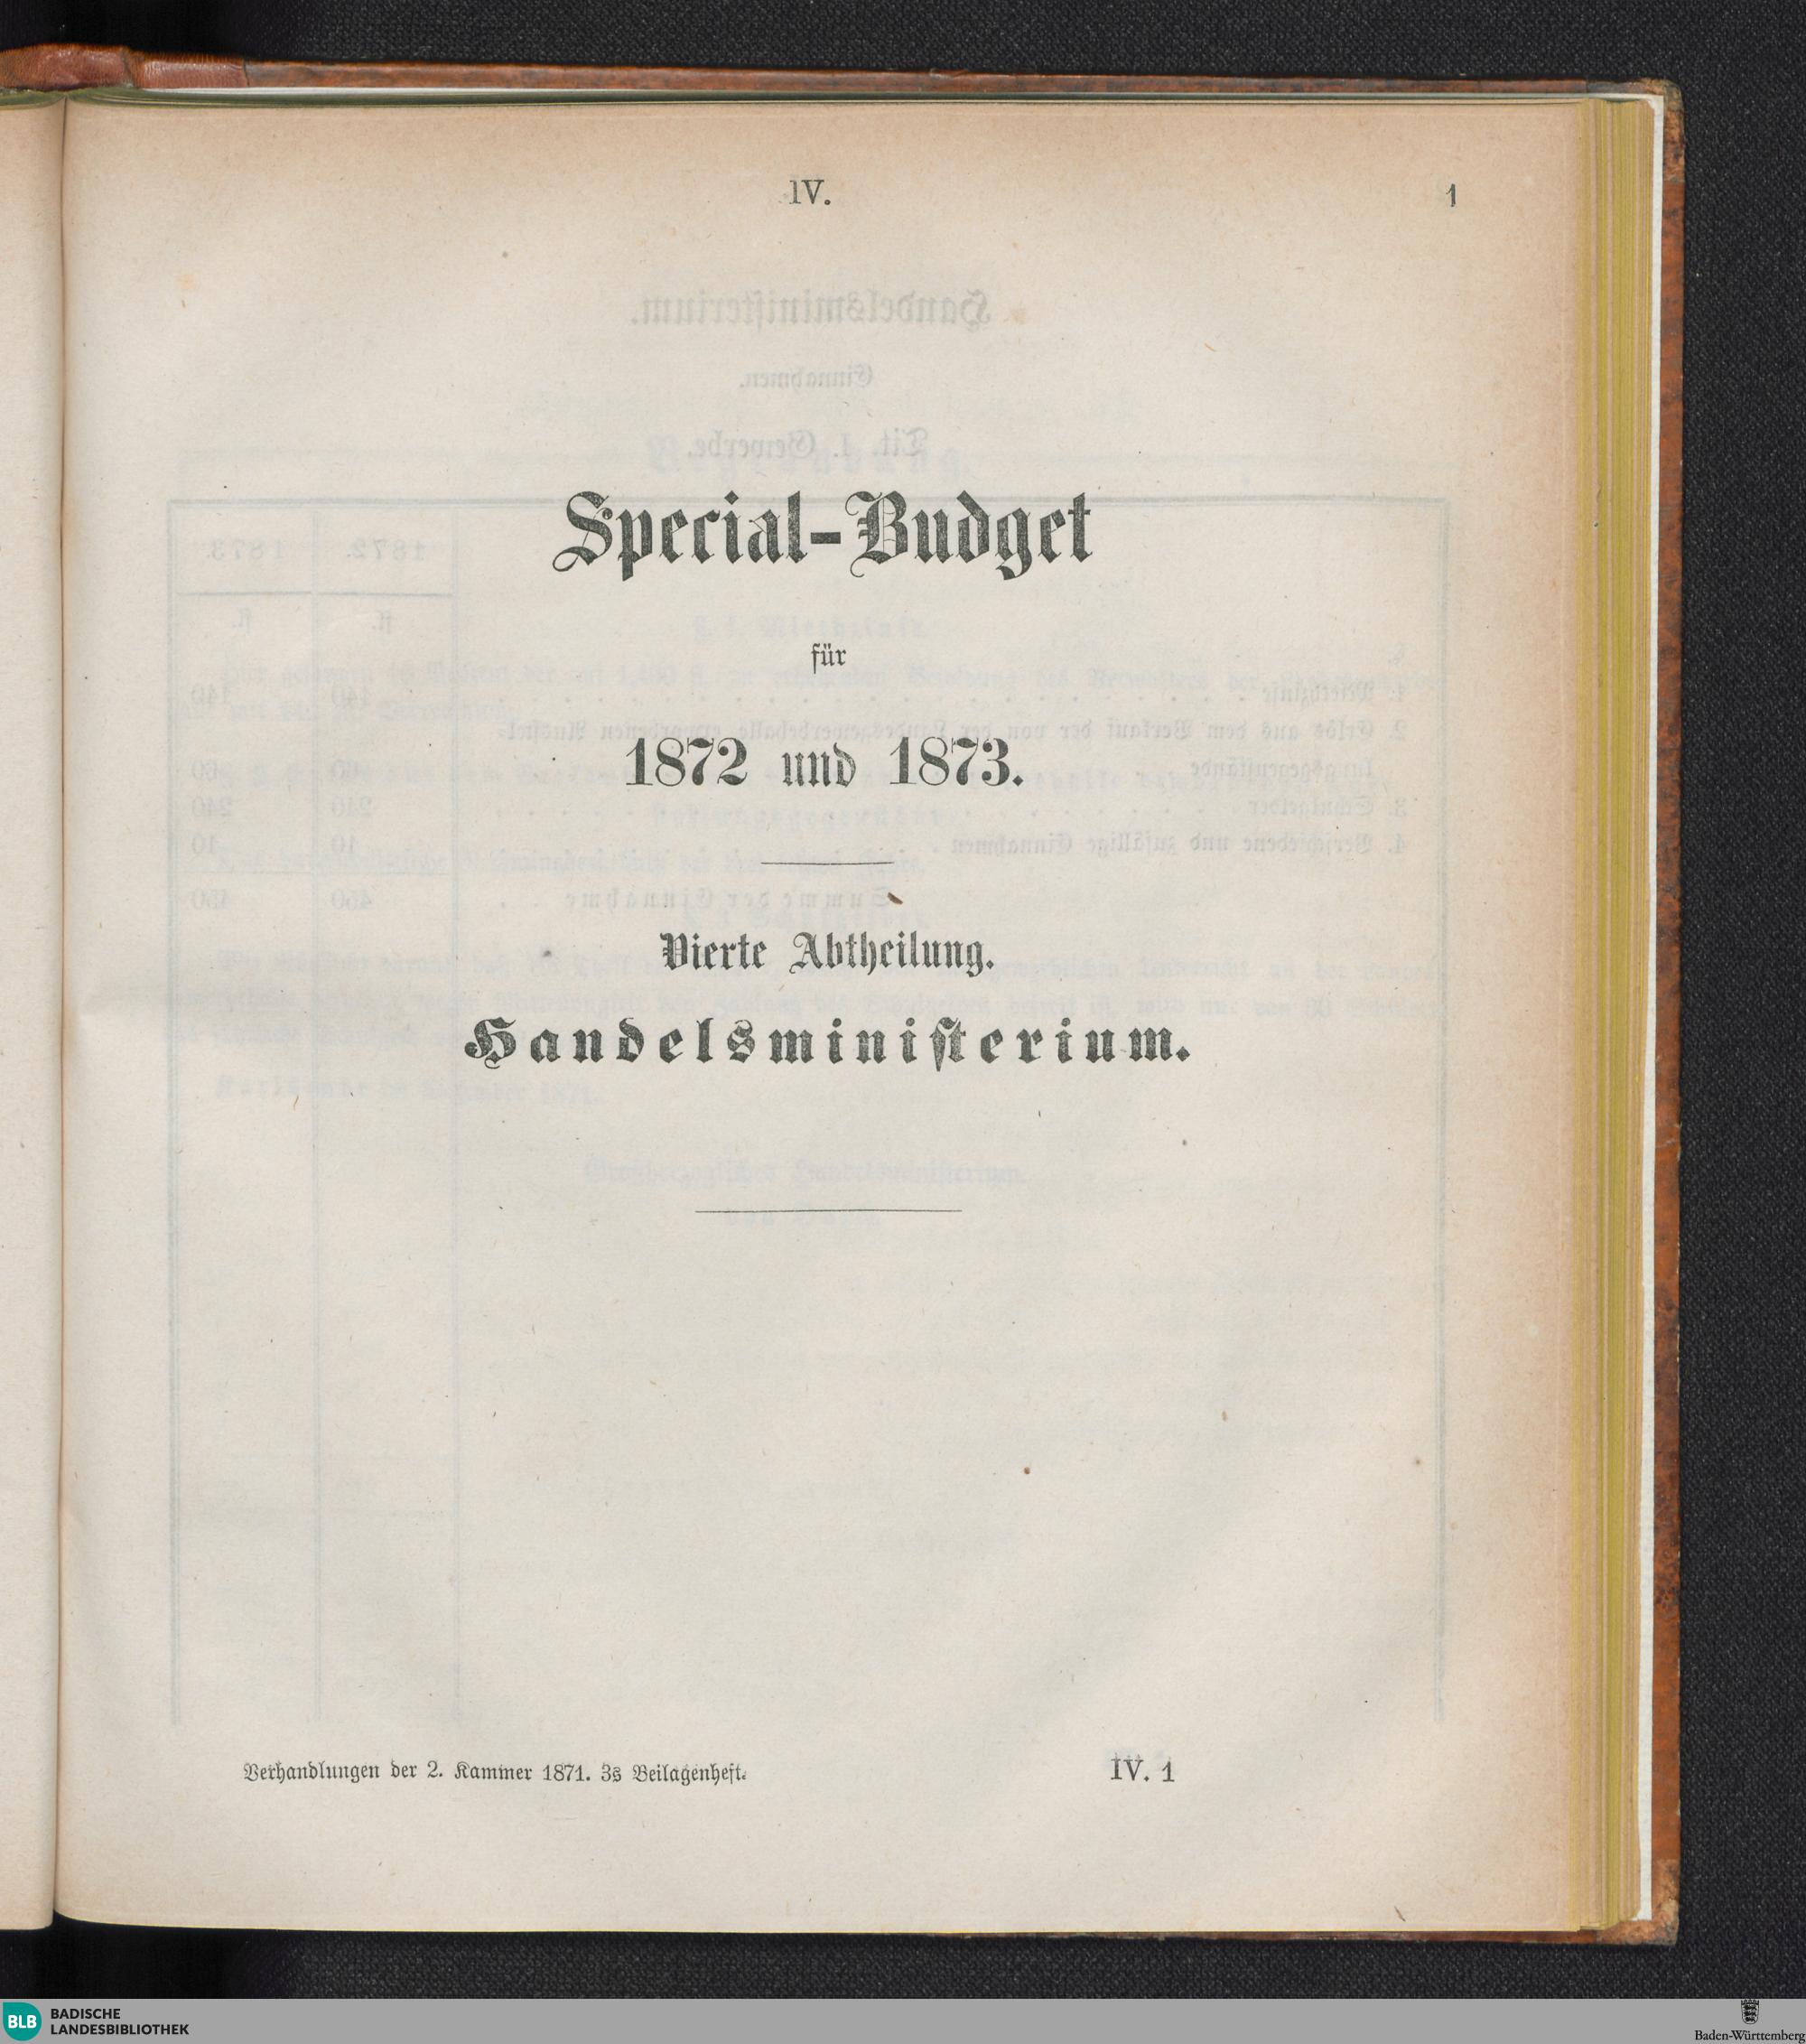 IV.
1
Special-Budget
für
1872 und 1873.
Vierte Abtheilung.
Handelsministerium.
Verhandlungen der 2. Kammer 1871. 3s Beilagenheft.
IV. 1
BLB BADISCHE
LANDESBIBLIOTHEK
Baden-Württemberg